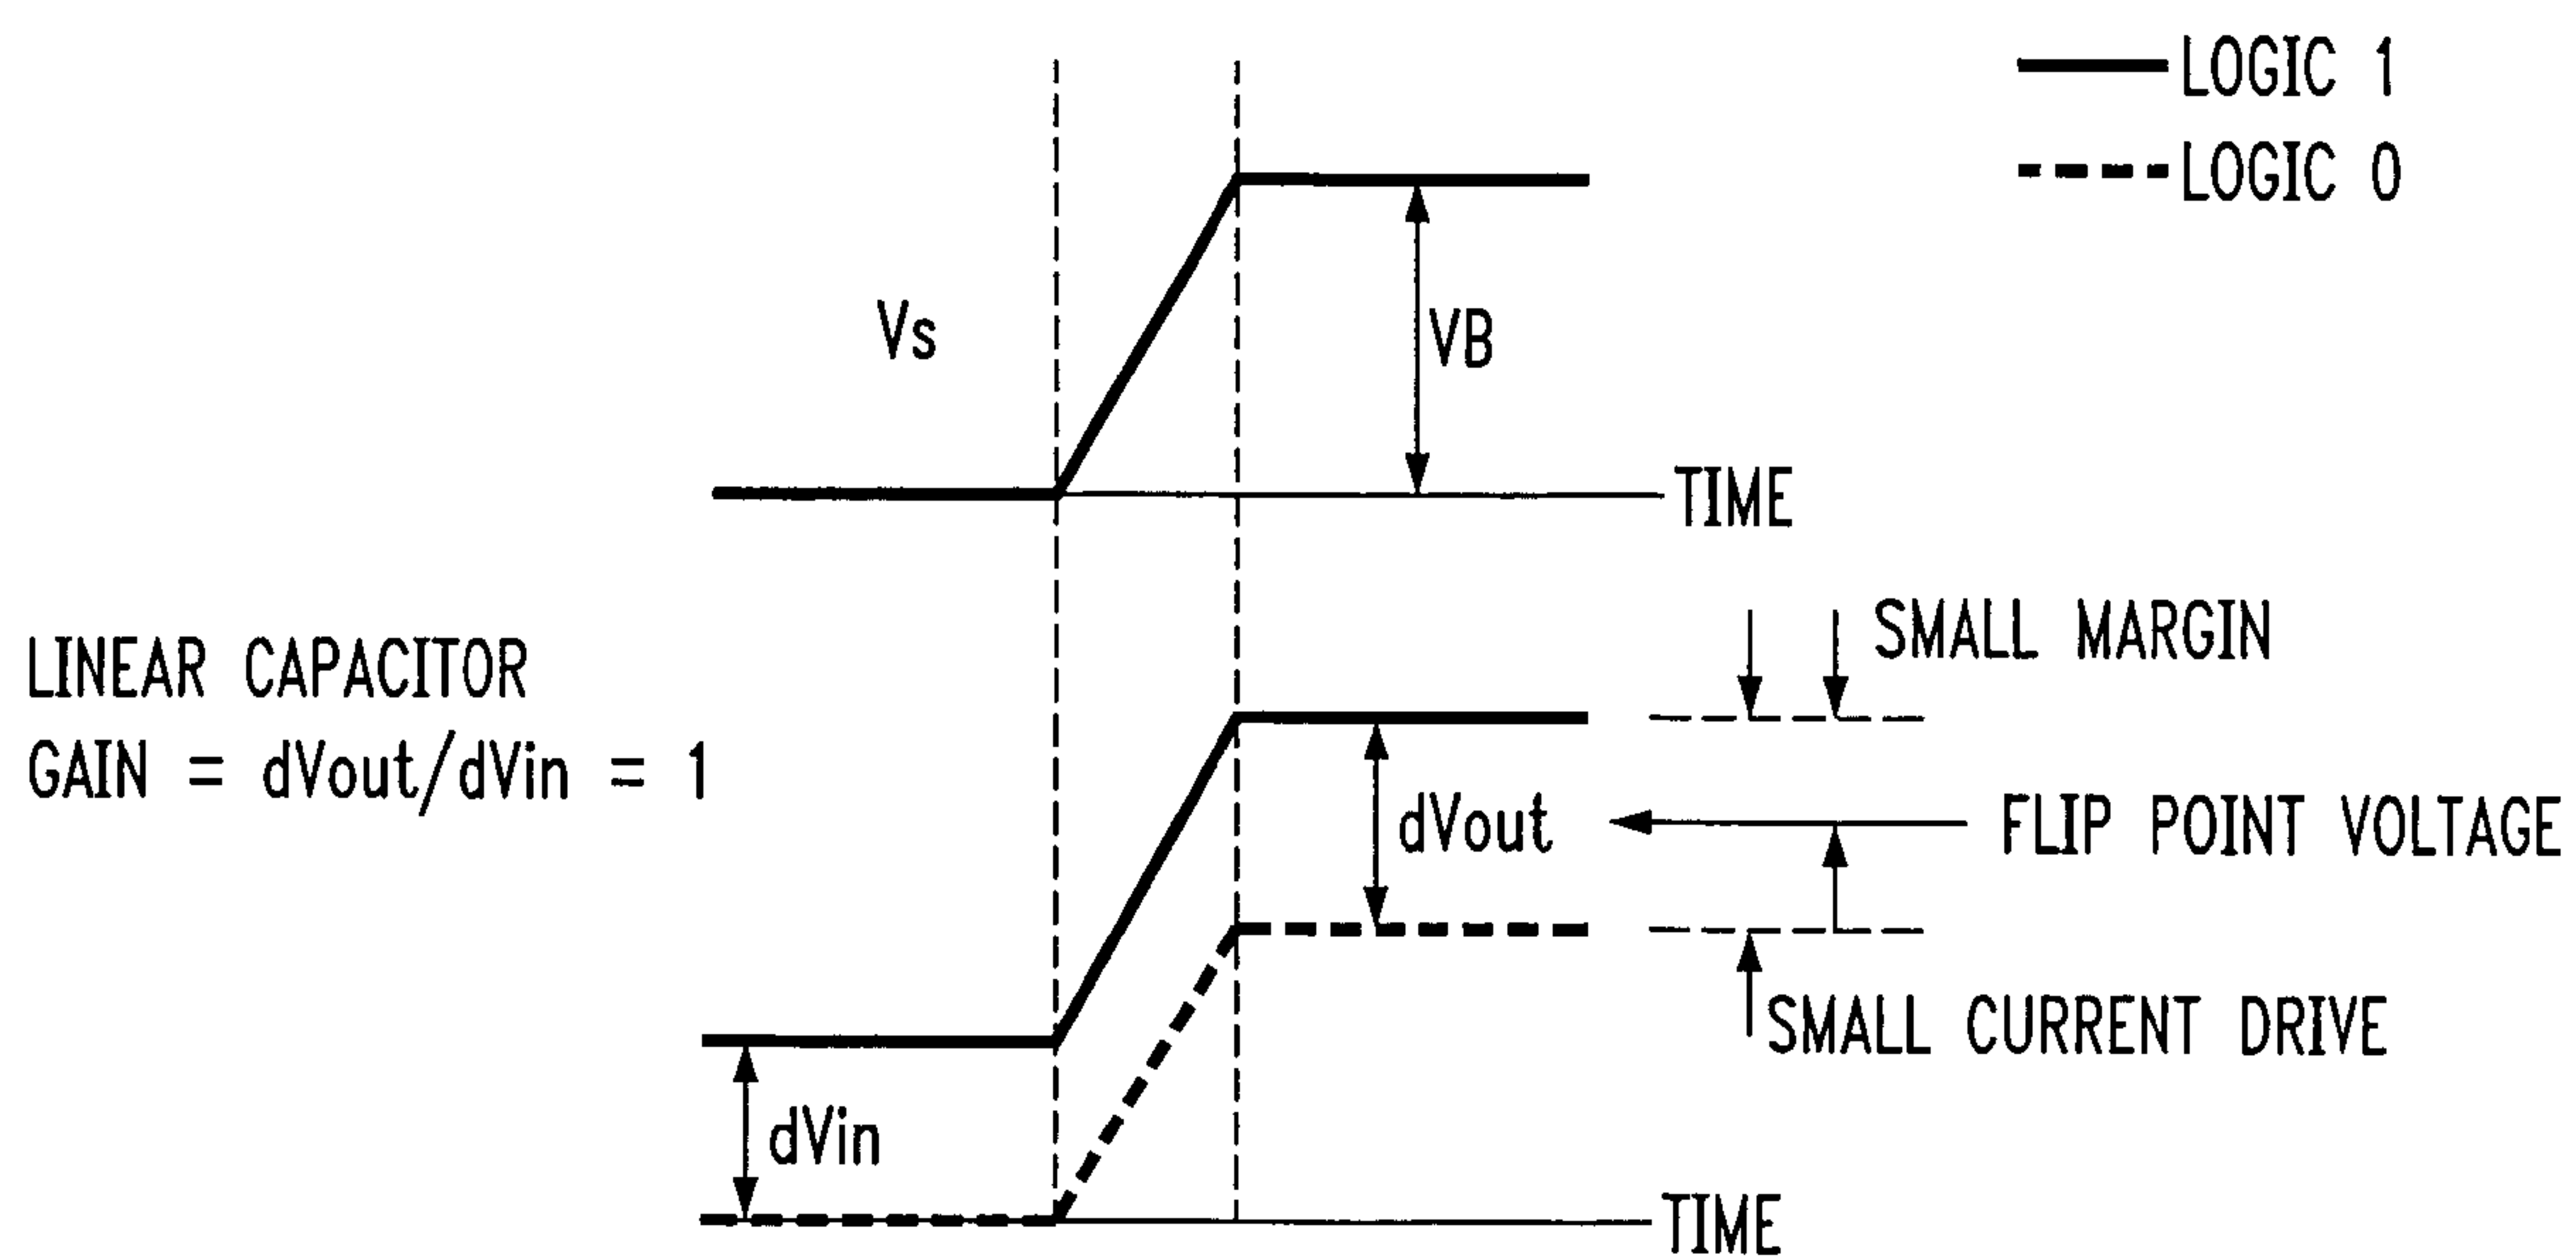 LOGIC 1
LOGIC 0
Vs
VB
TIME
SMALL MARGIN
LINEAR CAPACITOR
GAIN = dVout/dVin = 1
dVout
FLIP POINT VOLTAGE
SMALL CURRENT DRIVE
dVin
TIME